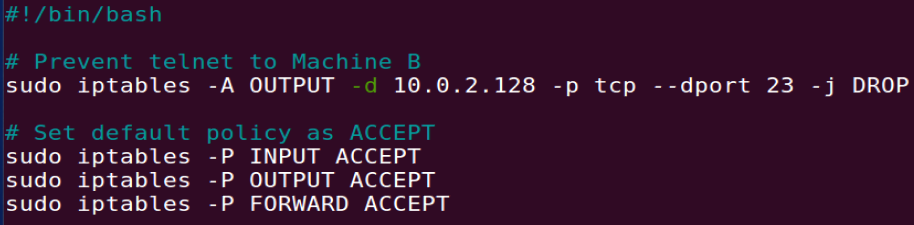 #!/bin/bash
# Prevent telnet to Machine B
sudo iptables -A OUTPUT -d 10.0.2.128 -p tcp --dport 23 -j DROP
# Set default policy as ACCEPT
sudo iptables -P INPUT ACCEPT
sudo iptables -P OUTPUT ACCEPT
sudo iptables -P FORWARD ACCEPT